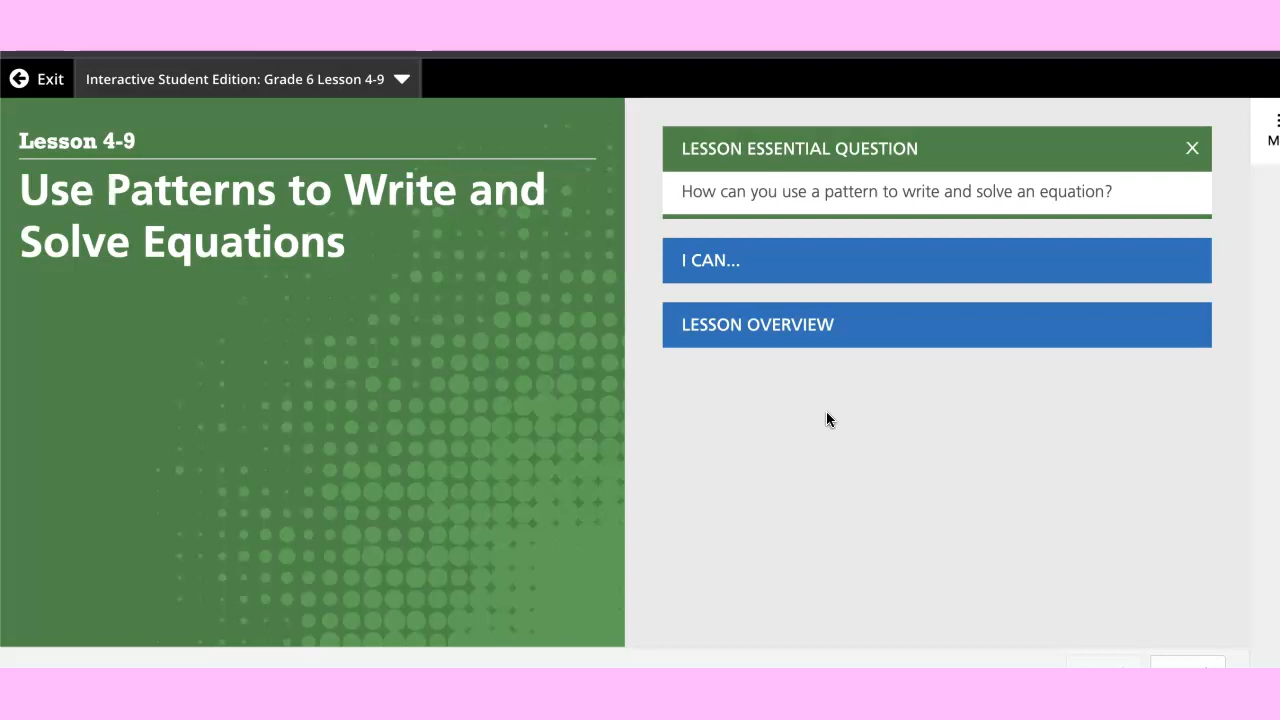 Exit
Interactive Student Edition: Grade 6 Lesson 4-9
Lesson 4-9
Use Patterns to Write and
Solve Equations
LESSON ESSENTIAL QUESTION
X
How can you use a pattern to write and solve an equation?
I CAN...
LESSON OVERVIEW
M